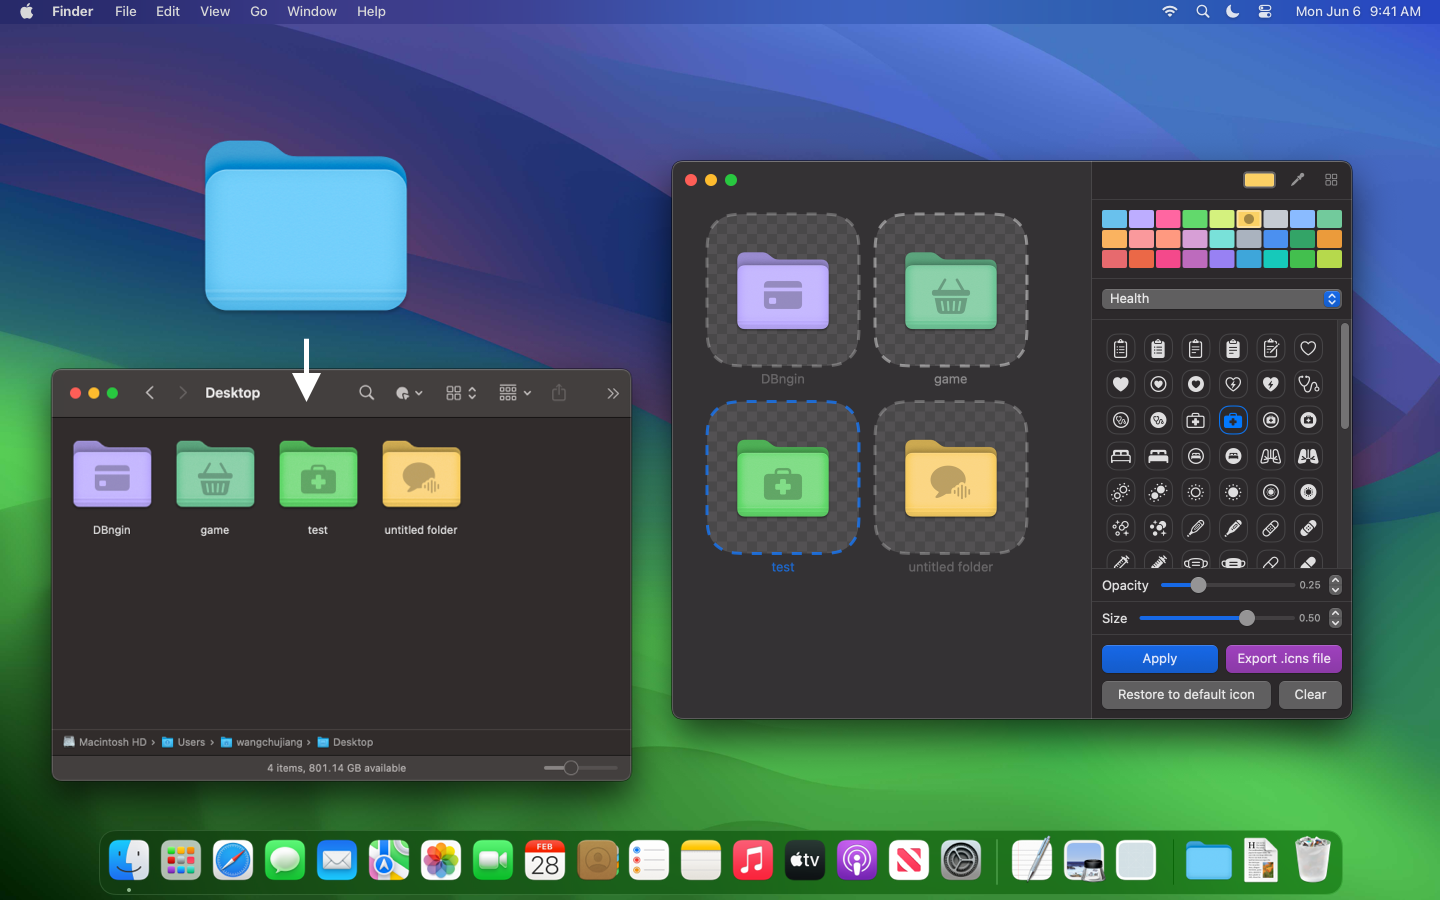 Finder File Edit View Go Window Help
Mon Jun 6 9:41 AM
Desktop
DBngin game test untitled folder
Macintosh HD › Users › wangchujiang › Desktop
4 items, 801.14 GB available
DBngin game
test untitled folder
Health
Opacity 0.25
Size 0.50
Apply Export .icns file
Restore to default icon Clear
FEB
28
tv